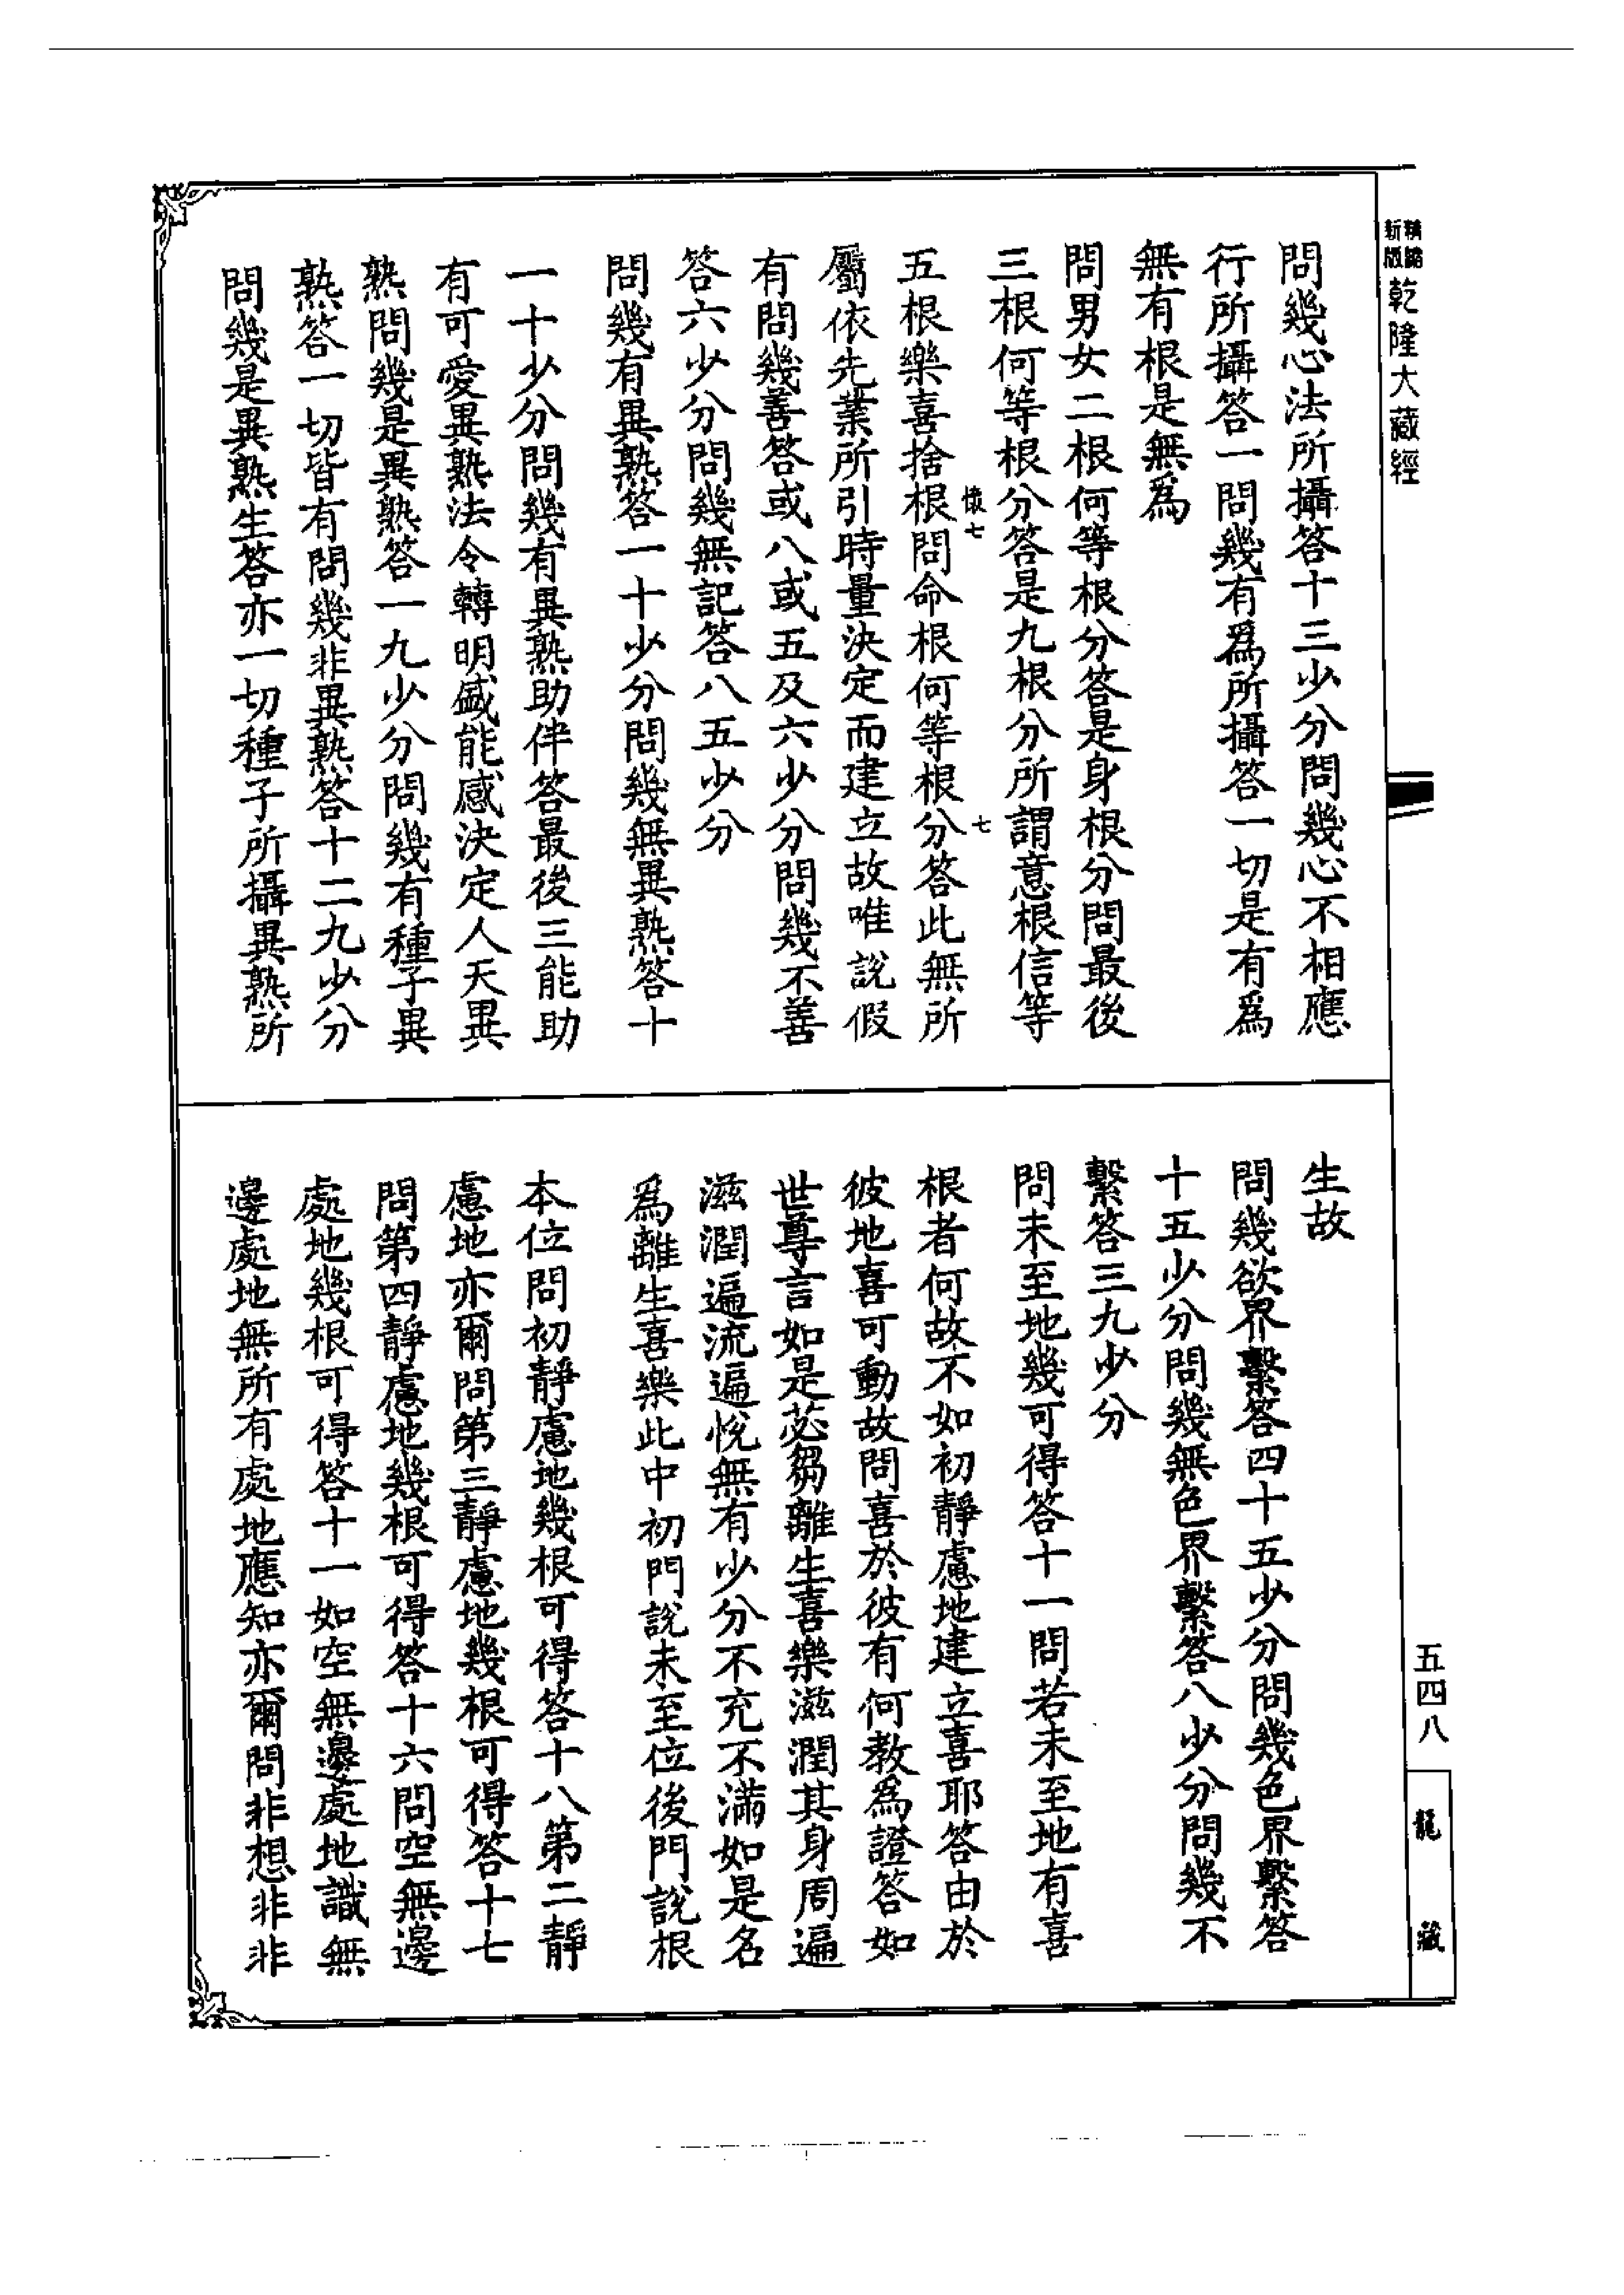 新版
精縮
乾隆大藏經
問幾心法所攝答十三少分問幾心不相應
行所攝答一問幾有爲所攝答一切是有爲
無有根是無爲
問男女二根何等根分答是身根分問最後
三根何等根分答是九根分所謂意根信等
懷七
七
五根樂喜捨根問命根何等根分答此無所
屬依先業所引時量決定而建立故唯說假
有問幾善答或八或五及六少分問幾不善
答六少分問幾無記答八五少分
問幾有異熟答一十少分問幾無異熟答十
一十少分問幾有異熟助伴答最後三能助
有可愛異熟法令轉明盛能感決定人天異
熟問幾是異熟答一九少分問幾有種子異
熟答一切皆有問幾非異熟答十二九少分
問幾是異熟生答亦一切種子所攝異熟所
生故
問幾欲界繫答四十五少分問幾色界繫答
十五少分問幾無色界繫答八少分問幾不
繫答三九少分
問未至地幾可得答十一問若未至地有喜
根者何故不如初靜慮地建立喜耶答由於
彼地喜可動故問喜於彼有何教爲證答如
世尊言如是苾芻離生喜樂滋潤其身周遍
滋潤遍流遍悅無有少分不充不滿如是名
爲離生喜樂此中初門說未至位後門說根
本位問初靜慮地幾根可得答十八第二靜
慮地亦爾問第三靜慮地幾根可得答十七
問第四靜慮地幾根可得答十六問空無邊
處地幾根可得答十一如空無邊處地識無
邊處地無所有處地應知亦爾問非想非非
五四八
龍藏